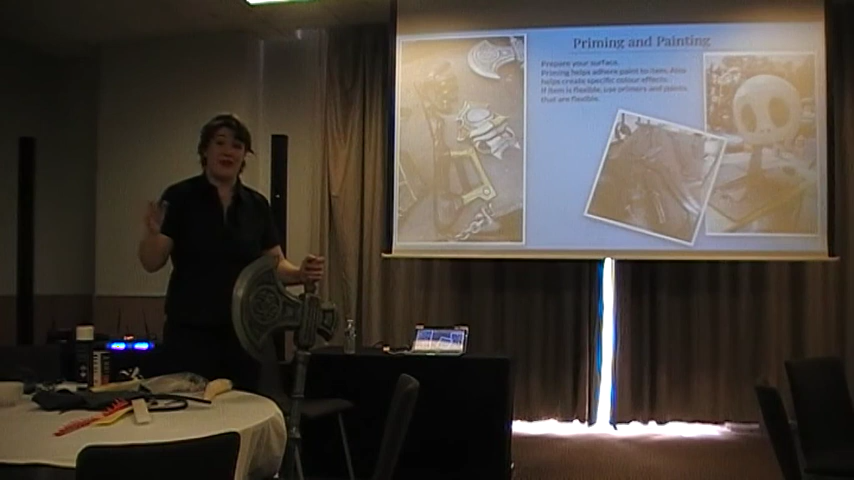 Priming and Painting
Prepare your surface.
Priming helps adhere paint to item. Also
helps create specific colour effects.
If item is flexible, use primers and paints
that are flexible.